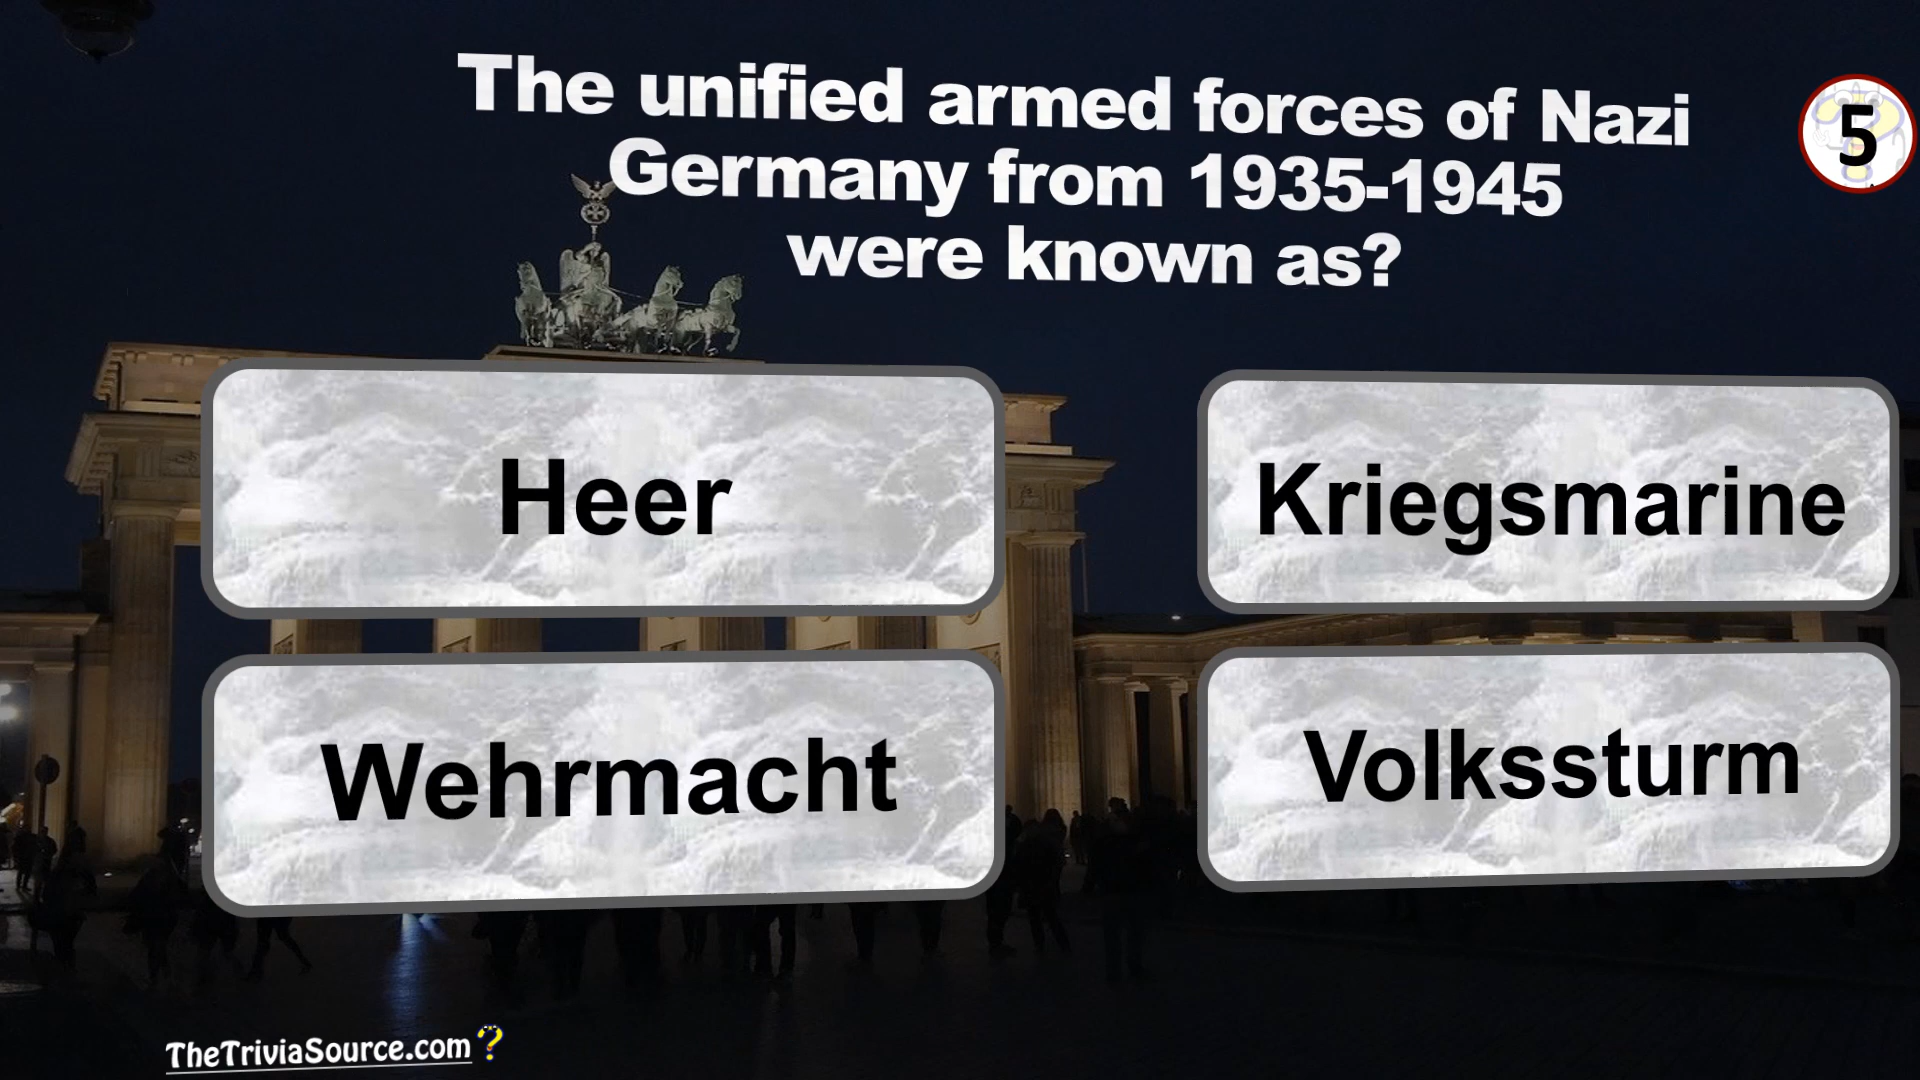 The unified armed forces of Nazi
Germany from 1935-1945
were known as?
5
Heer
Kriegsmarine
Wehrmacht
Volkssturm
TheTriviaSource.com?